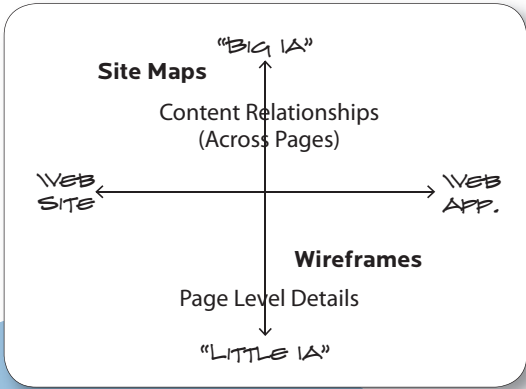 “BIG IA”
Site Maps
Content Relationships
(Across Pages)
WEB
SITE
WEB
APP.
Wireframes
Page Level Details
“LITTLE IA”